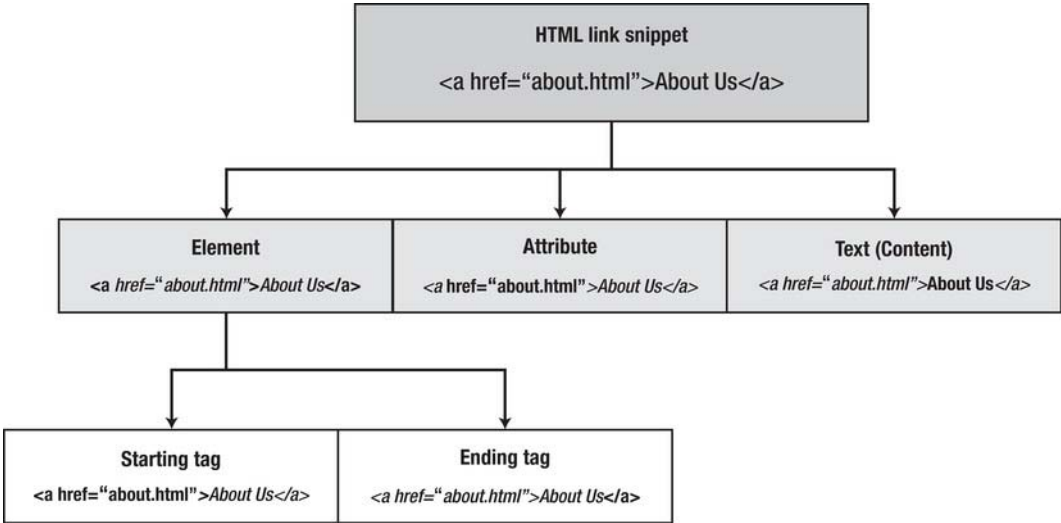 HTML link snippet
<a href=“about.html”>About Us</a>
Element
<a href=“about.html”>About Us</a>
Attribute
<a href=“about.html”>About Us</a>
Text (Content)
<a href=“about.html”>About Us</a>
Starting tag
<a href=“about.html”>About Us</a>
Ending tag
<a href=“about.html”>About Us</a>